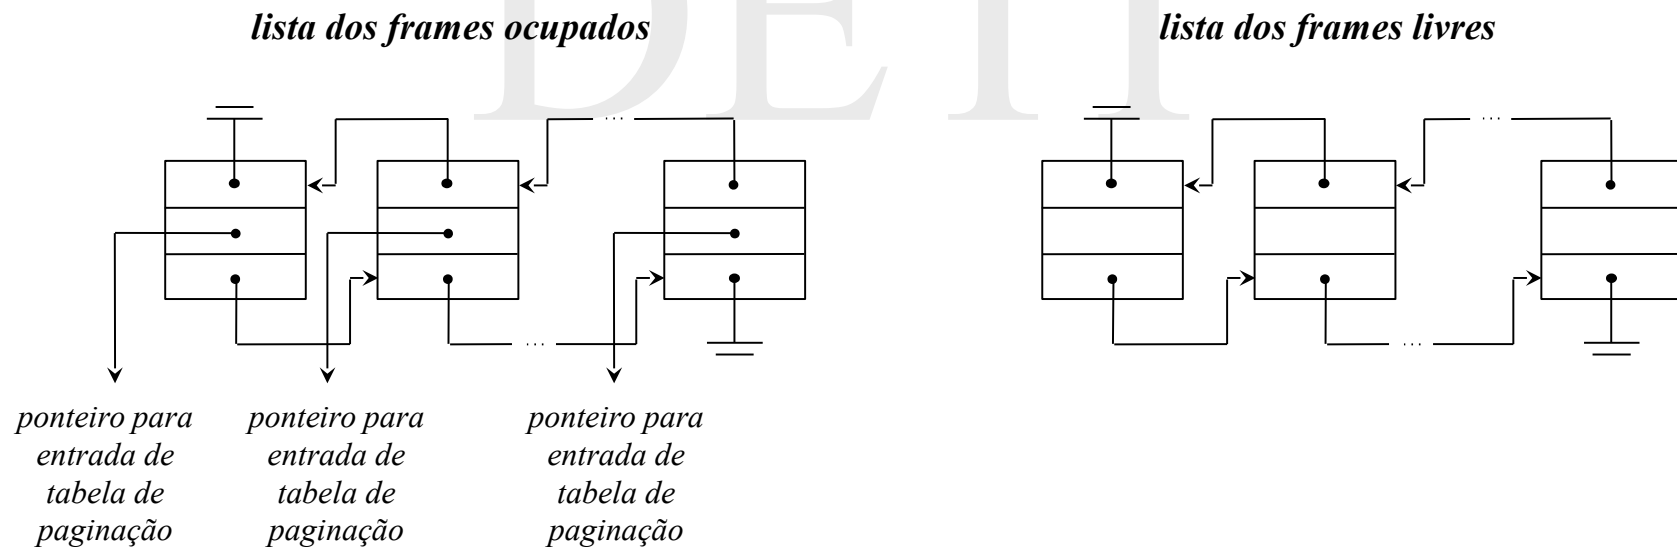 DETI
lista dos frames ocupados
lista dos frames livres
...
...
...
...
ponteiro para
entrada de
tabela de
paginação
ponteiro para
entrada de
tabela de
paginação
ponteiro para
entrada de
tabela de
paginação